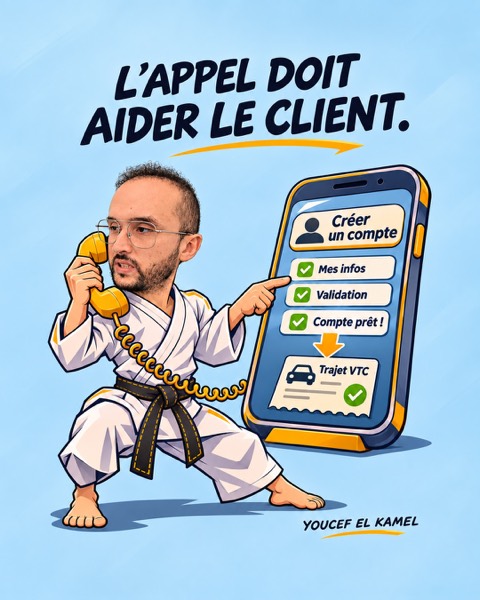 L'APPEL DOIT
AIDER LE CLIENT.
Créer
un compte
Mes infos
Validation
Compte prêt !
Trajet VTC
YOUCEF EL KAMEL